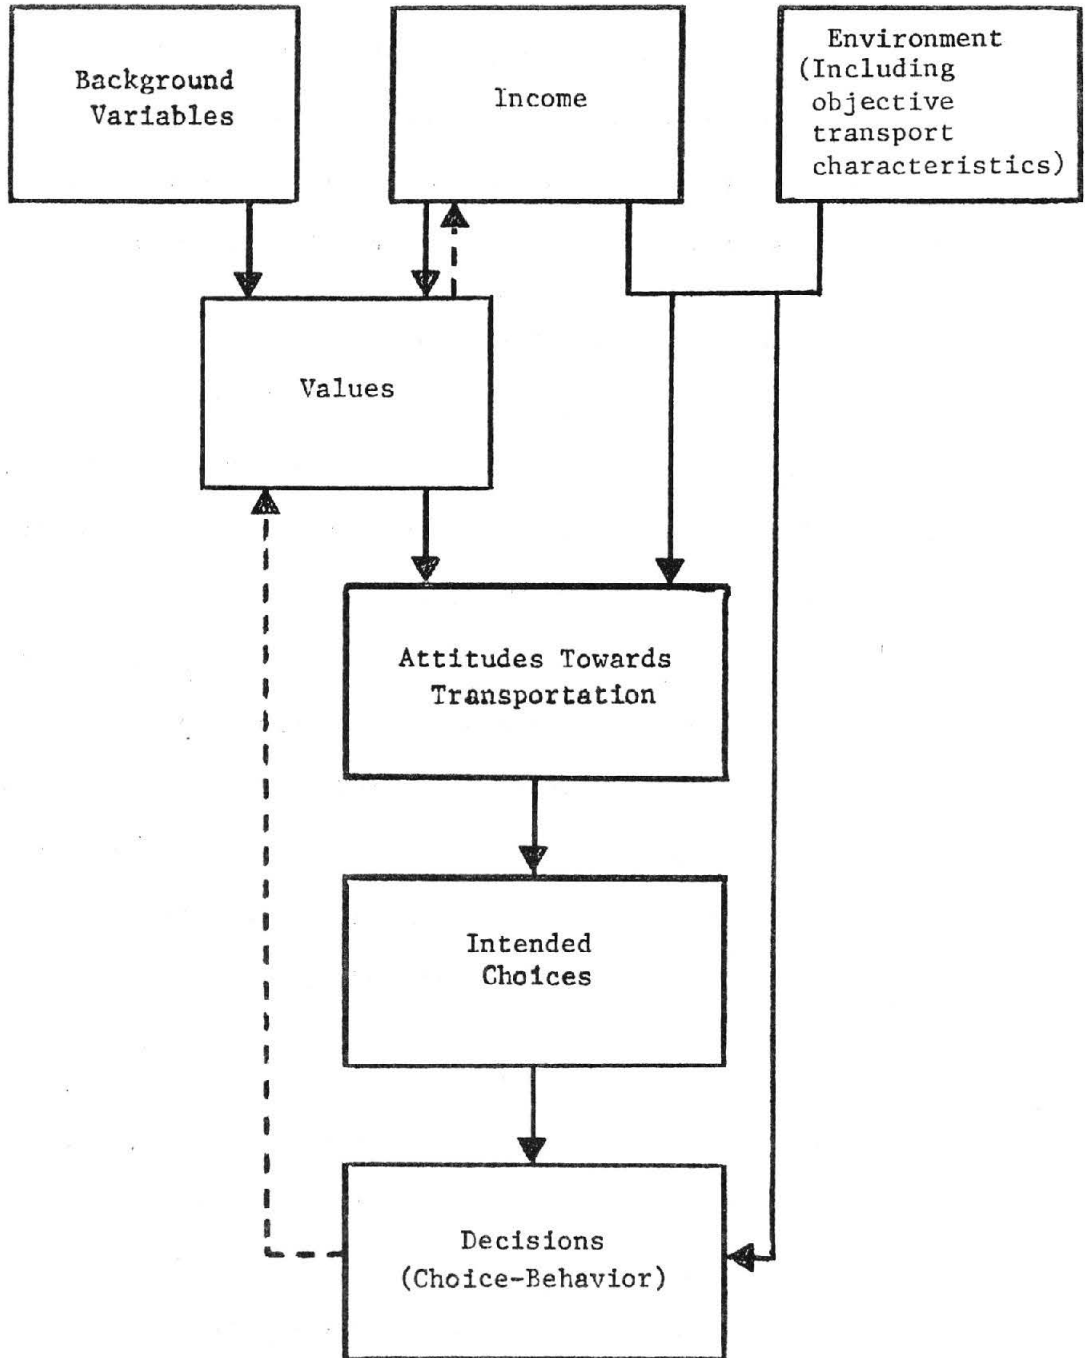 Background
Variables
Income
Environment
(Including
objective
transport
characteristics)
Values
Attitudes Towards
Transportation
Intended
Choices
Decisions
(Choice-Behavior)